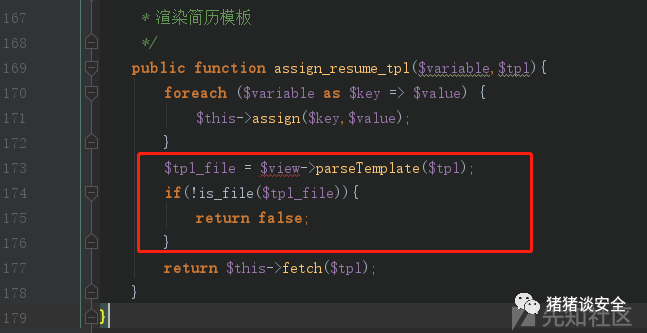 167 * 渲染简历模板
168 */
169 public function assign_resume_tpl($variable,$tpl){
170 foreach ($variable as $key => $value) {
171 $this->assign($key,$value);
172 }
173 $tpl_file = $view->parseTemplate($tpl);
174 if(!is_file($tpl_file)){
175 return false;
176 }
177 return $this->fetch($tpl);
178 }
179 }
猪猪谈安全
先知社区